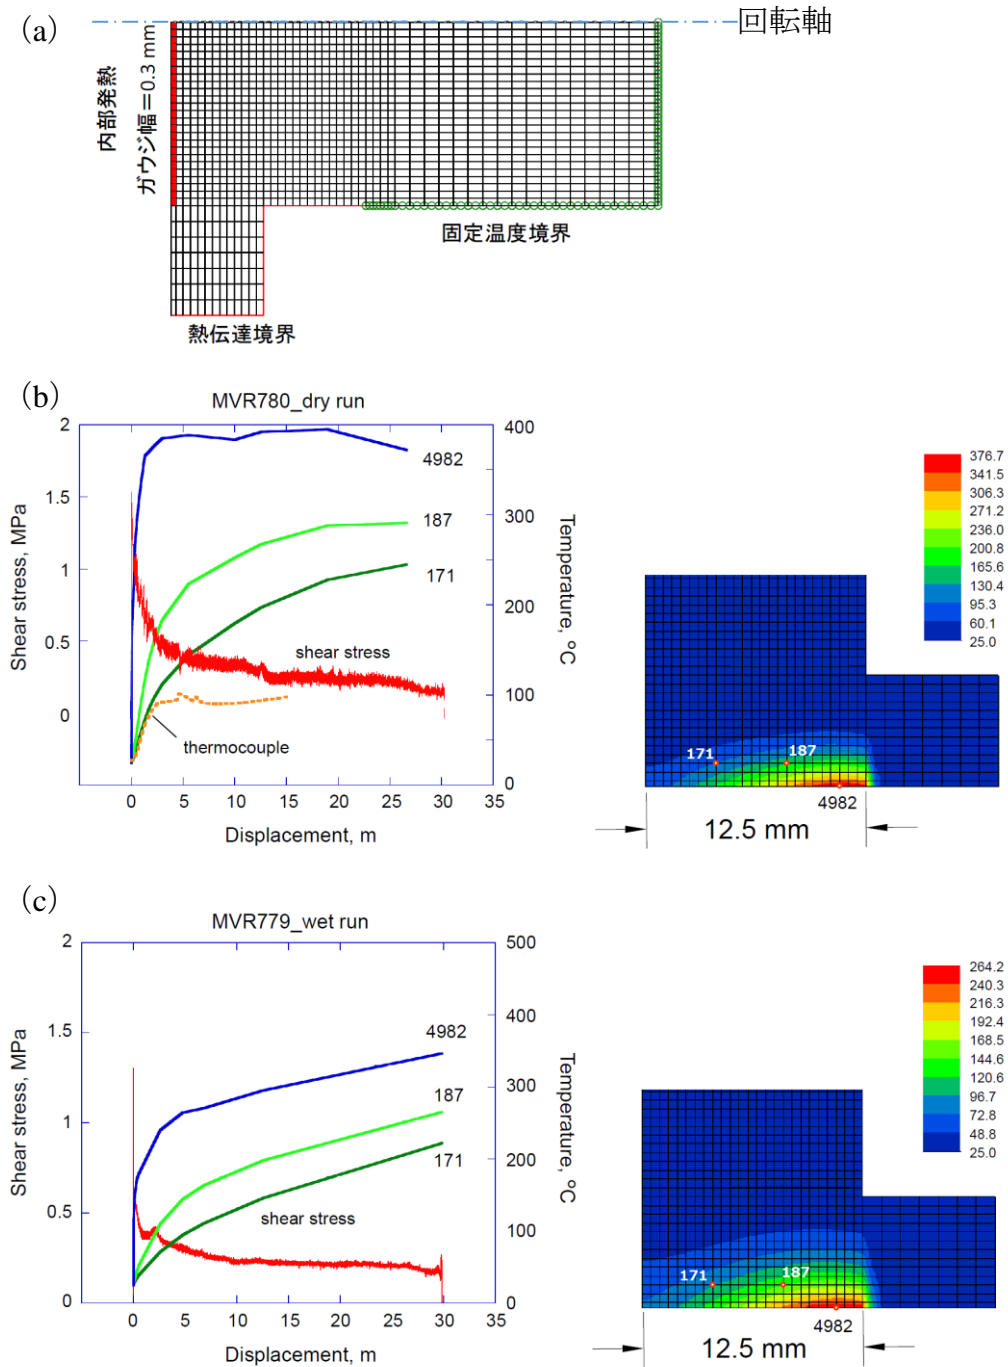 (a)
回転軸
内部発熱
ガウジ幅＝0.3 mm
固定温度境界
熱伝達境界
(b)
MVR780_dry run
2
1.5
1
0.5
0
Shear stress, MPa
400
300
200
100
0
Temperature, °C
4982
187
171
shear stress
thermocouple
0 5 10 15 20 25 30 35
Displacement, m
376.7
341.5
306.3
271.2
236.0
200.8
165.6
130.4
95.3
60.1
25.0
171
187
4982
12.5 mm
(c)
MVR779_wet run
2
1.5
1
0.5
0
Shear stress, MPa
500
400
300
200
100
0
Temperature, °C
4982
187
171
shear stress
0 5 10 15 20 25 30 35
Displacement, m
264.2
240.3
216.3
192.4
168.5
144.6
120.6
96.7
72.8
48.8
25.0
171
187
4982
12.5 mm